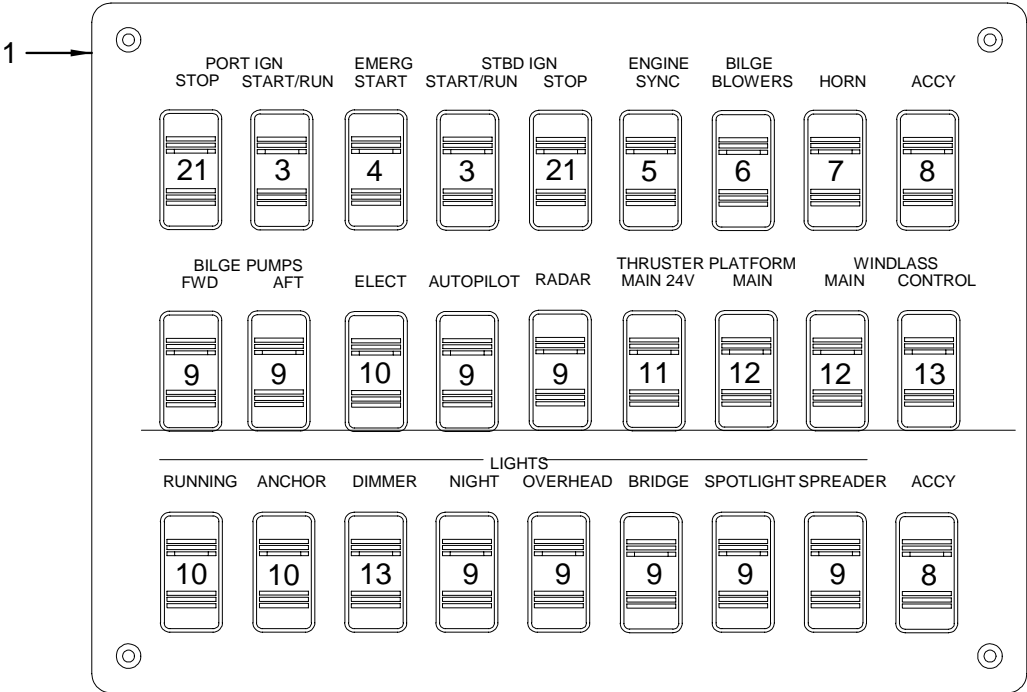 1
PORT IGN EMERG STBD IGN ENGINE BILGE
STOP START/RUN START START/RUN STOP SYNC BLOWERS HORN ACCY
21 3 4 3 21 5 6 7 8
BILGE PUMPS THRUSTER PLATFORM WINDLASS
FWD AFT ELECT AUTOPILOT RADAR MAIN 24V MAIN MAIN CONTROL
9 9 10 9 9 11 12 12 13
LIGHTS
RUNNING ANCHOR DIMMER NIGHT OVERHEAD BRIDGE SPOTLIGHT SPREADER ACCY
10 10 13 9 9 9 9 9 8